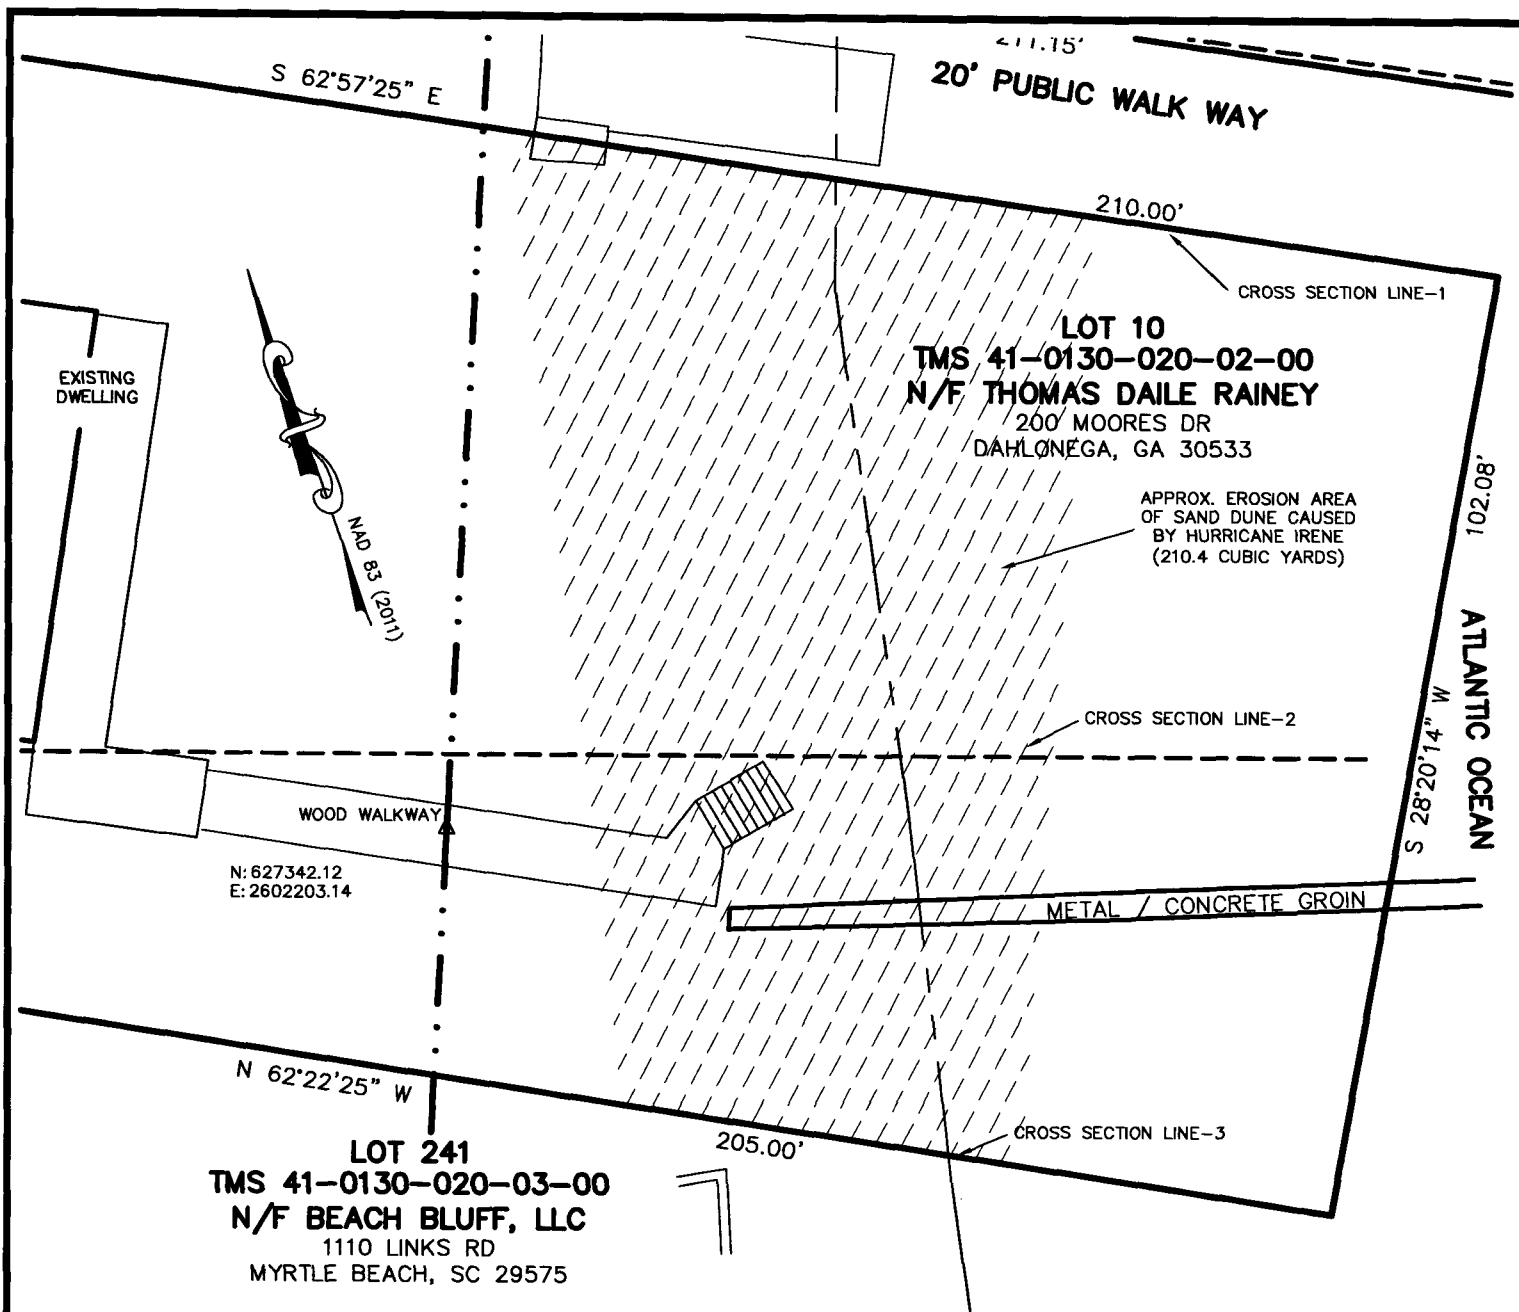 211.15'
20' PUBLIC WALK WAY
S 62°57'25" E
210.00'
CROSS SECTION LINE-1
LOT 10
TMS 41-0130-020-02-00
N/F THOMAS DAILE RAINEY
200 MOORES DR
DAHLONEGA, GA 30533
EXISTING
DWELLING
NAD 83 (2011)
APPROX. EROSION AREA
OF SAND DUNE CAUSED
BY HURRICANE IRENE
(210.4 CUBIC YARDS)
102.08'
ATLANTIC OCEAN
S 28°20'14" W
CROSS SECTION LINE-2
WOOD WALKWAY
N: 627342.12
E: 2602203.14
METAL / CONCRETE GROIN
N 62°22'25" W
205.00'
CROSS SECTION LINE-3
LOT 241
TMS 41-0130-020-03-00
N/F BEACH BLUFF, LLC
1110 LINKS RD
MYRTLE BEACH, SC 29575